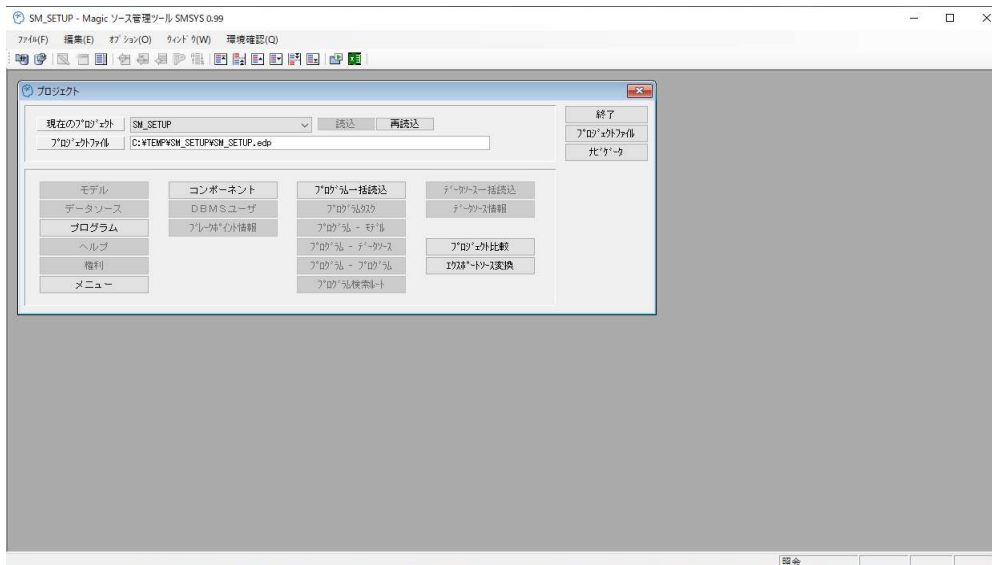 SM_SETUP - Magic ソース管理ツール SMSYS 0.99
ファイル(F) 編集(E) オプション(O) ウィンドウ(W) 環境確認(Q)
プロジェクト
現在のプロジェクト SM_SETUP 読込 再読込
プロジェクトファイル C:¥TEMP¥SM_SETUP¥SM_SETUP.edp
終了
プロジェクトファイル
ナビゲータ
モデル コンポーネント プログラム一括読込 データソース一括読込
データソース DBMSユーザ プログラムタスク データソース情報
プログラム ブレークポイント情報 プログラム - モデル
ヘルプ プログラム - データソース プロジェクト比較
権利 プログラム - プログラム エクスポートソース変換
メニュー プログラム検索ルート
照会